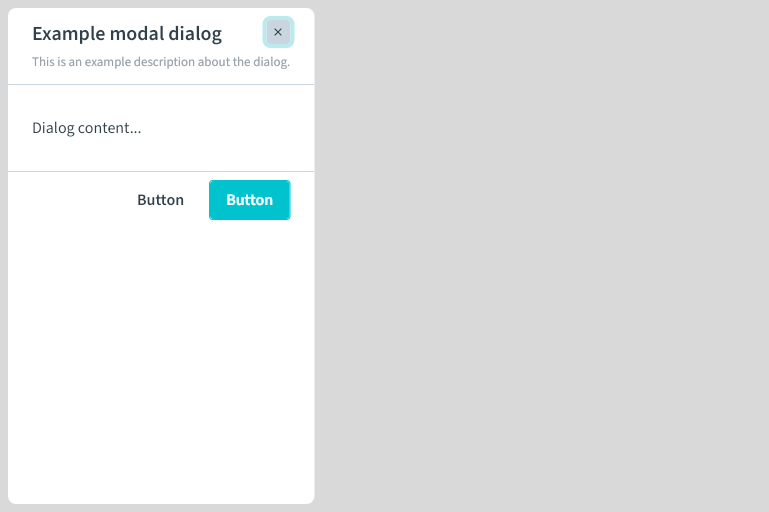 Example modal dialog
This is an example description about the dialog.
Dialog content...
Button Button